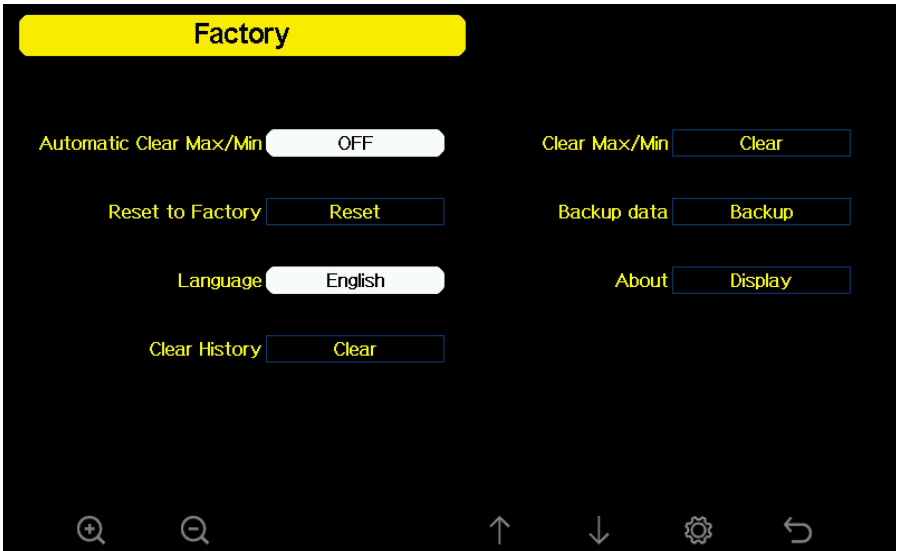 Factory
Automatic Clear Max/Min OFF Clear Max/Min Clear
Reset to Factory Reset Backup data Backup
Language English About Display
Clear History Clear